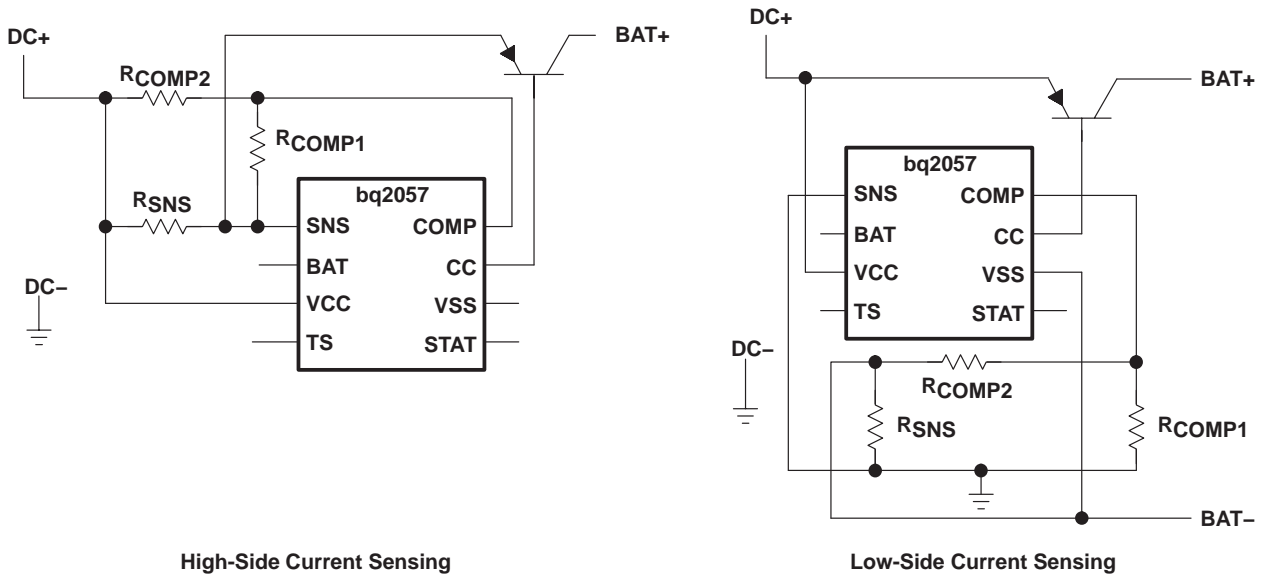 DC+
BAT+
RCOMP2
RCOMP1
RSNS
bq2057
SNS
COMP
BAT
CC
VCC
VSS
TS
STAT
DC–
High-Side Current Sensing
DC+
BAT+
bq2057
SNS
COMP
BAT
CC
VCC
VSS
TS
STAT
DC–
RCOMP2
RSNS
RCOMP1
BAT–
Low-Side Current Sensing